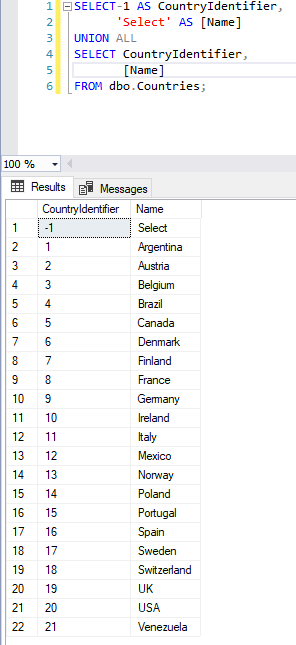 1 SELECT-1 AS CountryIdentifier,
2 'Select' AS [Name]
3 UNION ALL
4 SELECT CountryIdentifier,
5 [Name]
6 FROM dbo.Countries;
100 %
Results Messages
CountryIdentifier Name
1 -1 Select
2 1 Argentina
3 2 Austria
4 3 Belgium
5 4 Brazil
6 5 Canada
7 6 Denmark
8 7 Finland
9 8 France
10 9 Germany
11 10 Ireland
12 11 Italy
13 12 Mexico
14 13 Norway
15 14 Poland
16 15 Portugal
17 16 Spain
18 17 Sweden
19 18 Switzerland
20 19 UK
21 20 USA
22 21 Venezuela